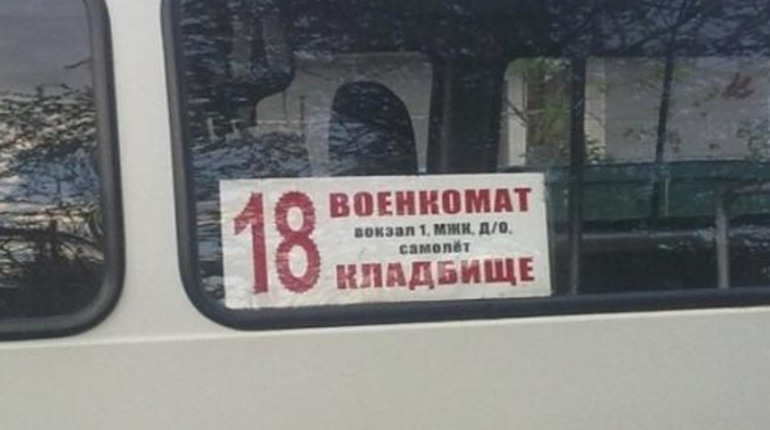 18
ВОЕНКОМАТ
вокзал 1, МЖК, Д/О,
самолёт
КЛАДБИЩЕ